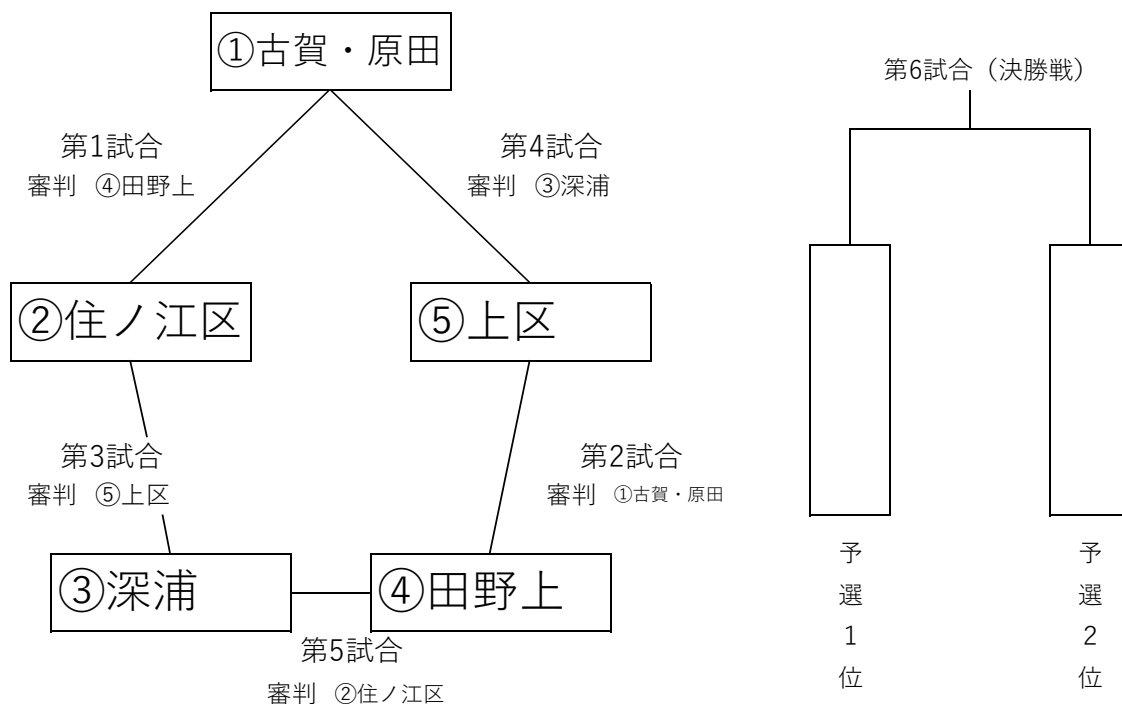 ①古賀・原田
第6試合（決勝戦）
第1試合
審判 ④田野上
第4試合
審判 ③深浦
②住ノ江区
⑤上区
第3試合
審判 ⑤上区
第2試合
審判 ①古賀・原田
③深浦
④田野上
第5試合
審判 ②住ノ江区
予選1位
予選2位